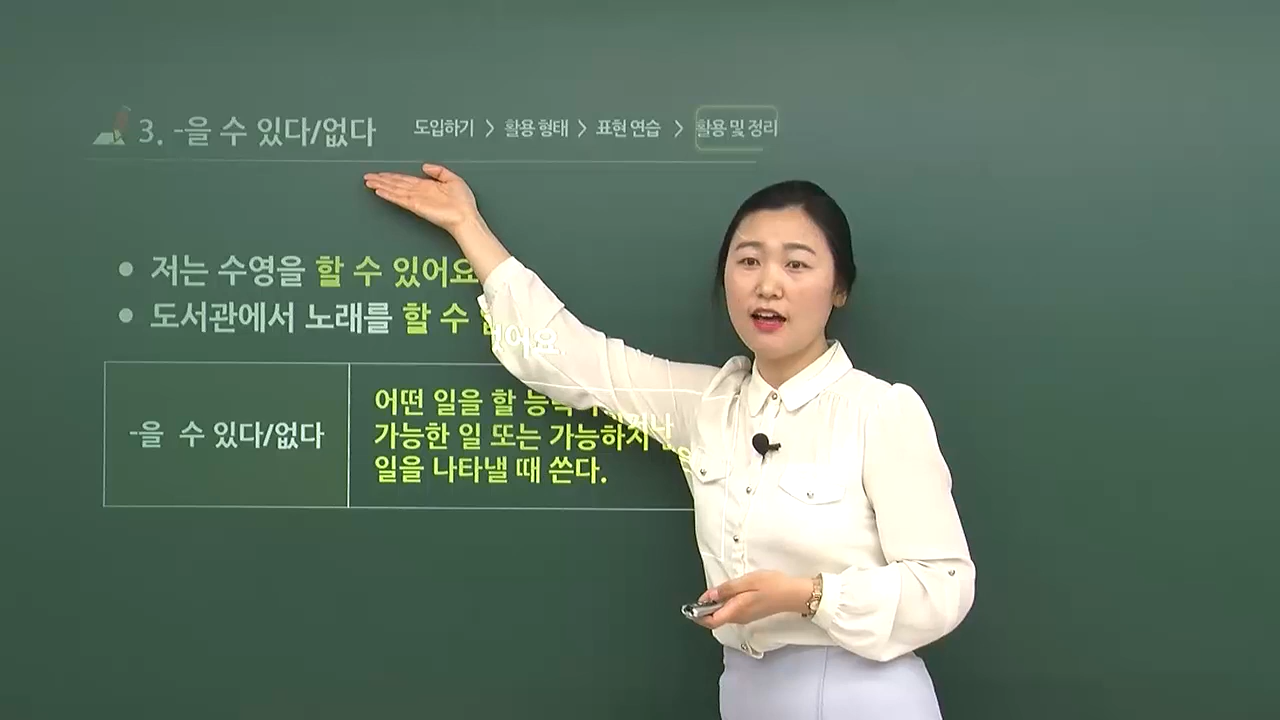 3. -을 수 있다/없다
도입하기 > 활용 형태 > 표현 연습 > 활용 및 정리
● 저는 수영을 할 수 있어요
● 도서관에서 노래를 할 수 없어요
-을 수 있다/없다
어떤 일을 할
가능한 일 또는 가능하지
일을 나타낼 때 쓴다.